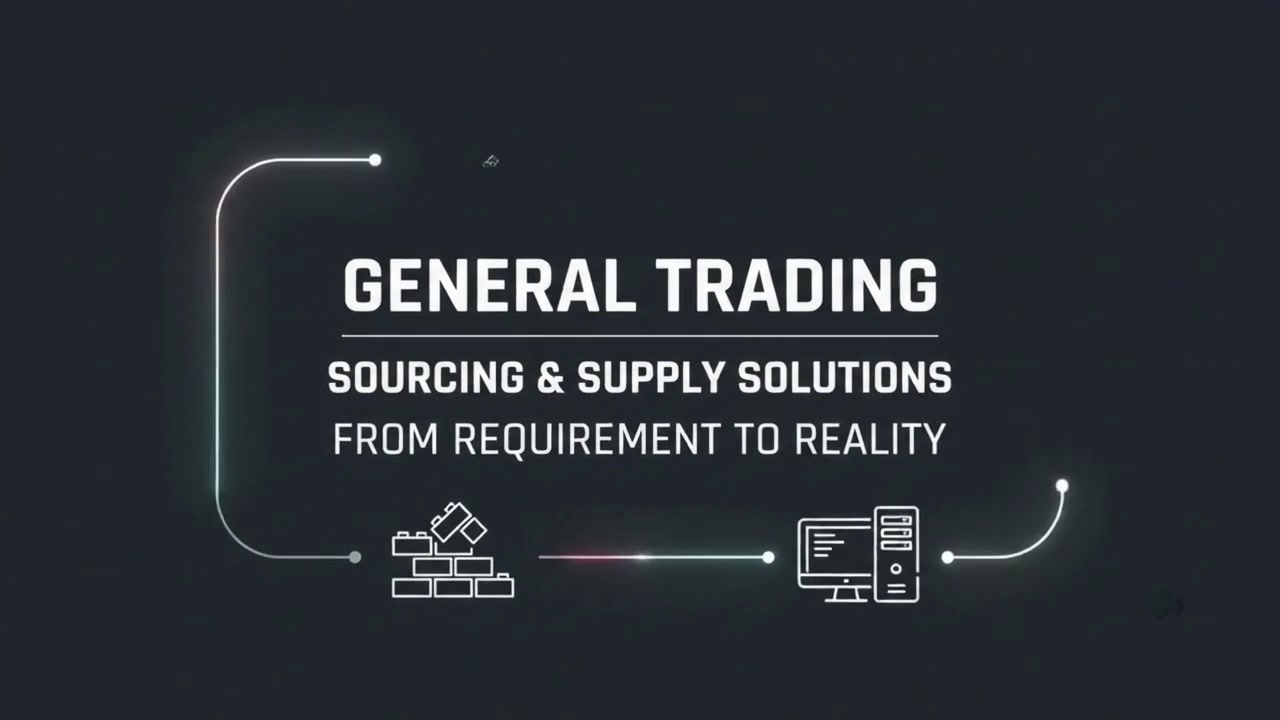 GENERAL TRADING
SOURCING & SUPPLY SOLUTIONS
FROM REQUIREMENT TO REALITY